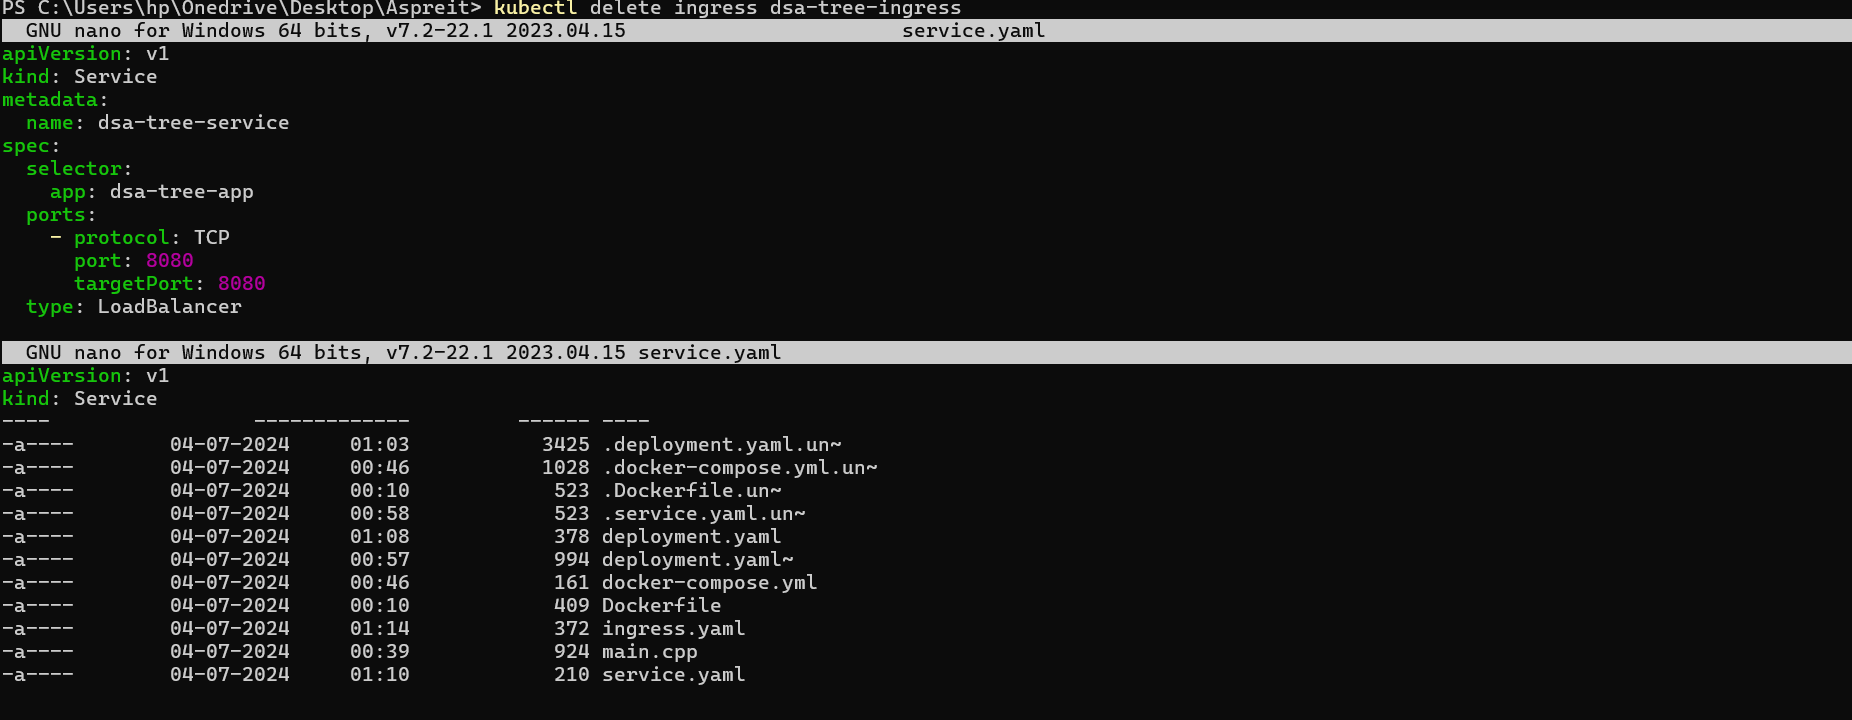 PS C:\Users\hp\Onedrive\Desktop\Aspreit> kubectl delete ingress dsa-tree-ingress
GNU nano for Windows 64 bits, v7.2-22.1 2023.04.15 service.yaml
apiVersion: v1
kind: Service
metadata:
  name: dsa-tree-service
spec:
  selector:
    app: dsa-tree-app
  ports:
    - protocol: TCP
      port: 8080
      targetPort: 8080
  type: LoadBalancer
GNU nano for Windows 64 bits, v7.2-22.1 2023.04.15 service.yaml
apiVersion: v1
kind: Service
----                 -------------         ------ ----
-a----        04-07-2024     01:03           3425 .deployment.yaml.un~
-a----        04-07-2024     00:46           1028 .docker-compose.yml.un~
-a----        04-07-2024     00:10            523 .Dockerfile.un~
-a----        04-07-2024     00:58            523 .service.yaml.un~
-a----        04-07-2024     01:08            378 deployment.yaml
-a----        04-07-2024     00:57            994 deployment.yaml~
-a----        04-07-2024     00:46            161 docker-compose.yml
-a----        04-07-2024     00:10            409 Dockerfile
-a----        04-07-2024     01:14            372 ingress.yaml
-a----        04-07-2024     00:39            924 main.cpp
-a----        04-07-2024     01:10            210 service.yaml